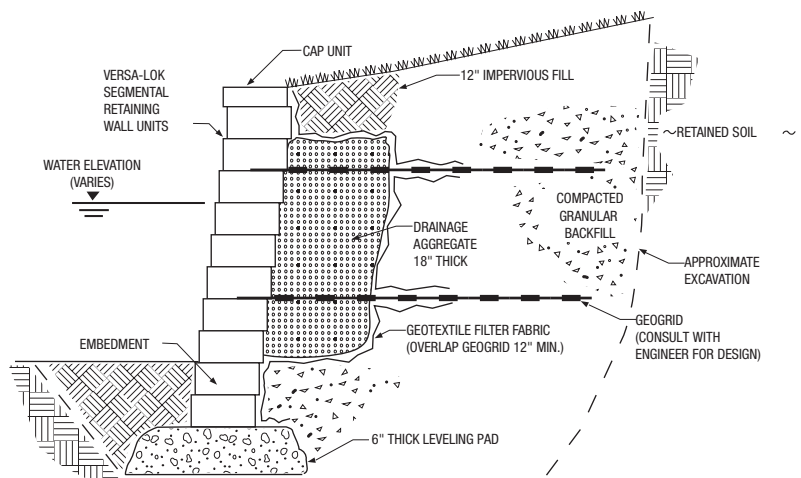 CAP UNIT
VERSA-LOK
SEGMENTAL
RETAINING
WALL UNITS
12" IMPERVIOUS FILL
RETAINED SOIL
WATER ELEVATION
(VARIES)
COMPACTED
GRANULAR
BACKFILL
DRAINAGE
AGGREGATE
18" THICK
APPROXIMATE
EXCAVATION
GEOTEXTILE FILTER FABRIC
(OVERLAP GEOGRID 12" MIN.)
GEOGRID
(CONSULT WITH
ENGINEER FOR DESIGN)
EMBEDMENT
6" THICK LEVELING PAD